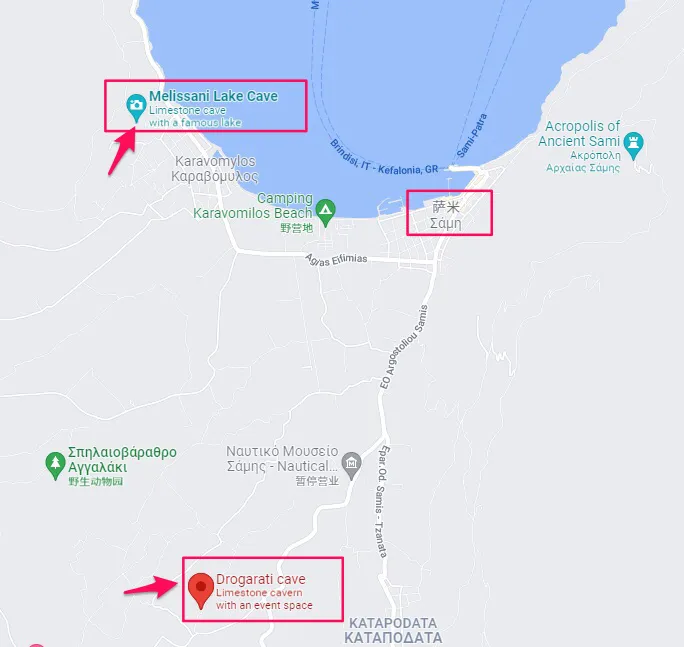 M
Melissani Lake Cave
Limestone cave
with a famous lake
Karavomylos
Καραβόμυλος
Brindisi, IT - Kefalonia, GR
Sami-Patra
Acropolis of
Ancient Sami
Ακρόπολη
Αρχαίας Σάμης
Camping
Karavomilos Beach
野营地
萨米
Σάμη
Agias Effimias
EO Argostoliou Samis
Σπηλαιοβάραθρο
Αγγαλάκι
野生动物园
Ναυτικό Μουσείο
Σάμης - Nautical...
暂停营业
Epar.Od. Samis - Tzanata
Drogarati cave
Limestone cavern
with an event space
KATAPODATA
ΚΑΤΑΠΟΔΑΤΑ